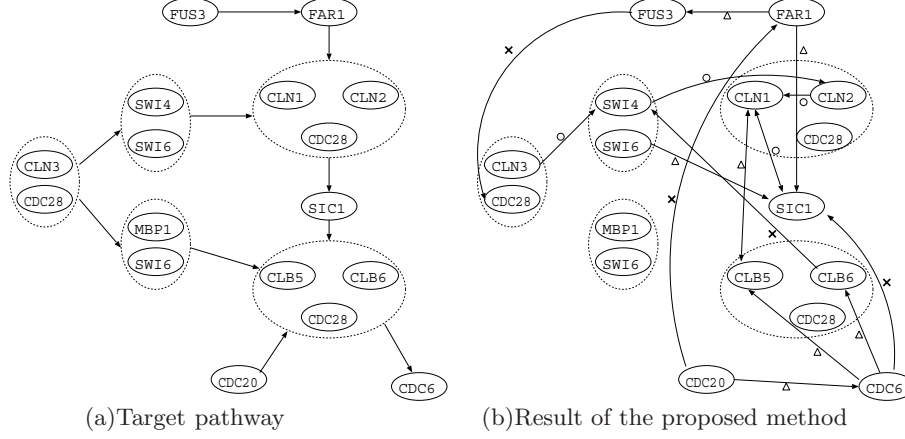 FUS3
FAR1
CLN1
CLN2
CDC28
SWI4
SWI6
CLN3
CDC28
SIC1
MBP1
SWI6
CLB5
CLB6
CDC28
CDC20
CDC6
(a)Target pathway
FUS3
FAR1
CLN1
CLN2
CDC28
SWI4
SWI6
CLN3
CDC28
SIC1
MBP1
SWI6
CLB5
CLB6
CDC28
CDC20
CDC6
(b)Result of the proposed method